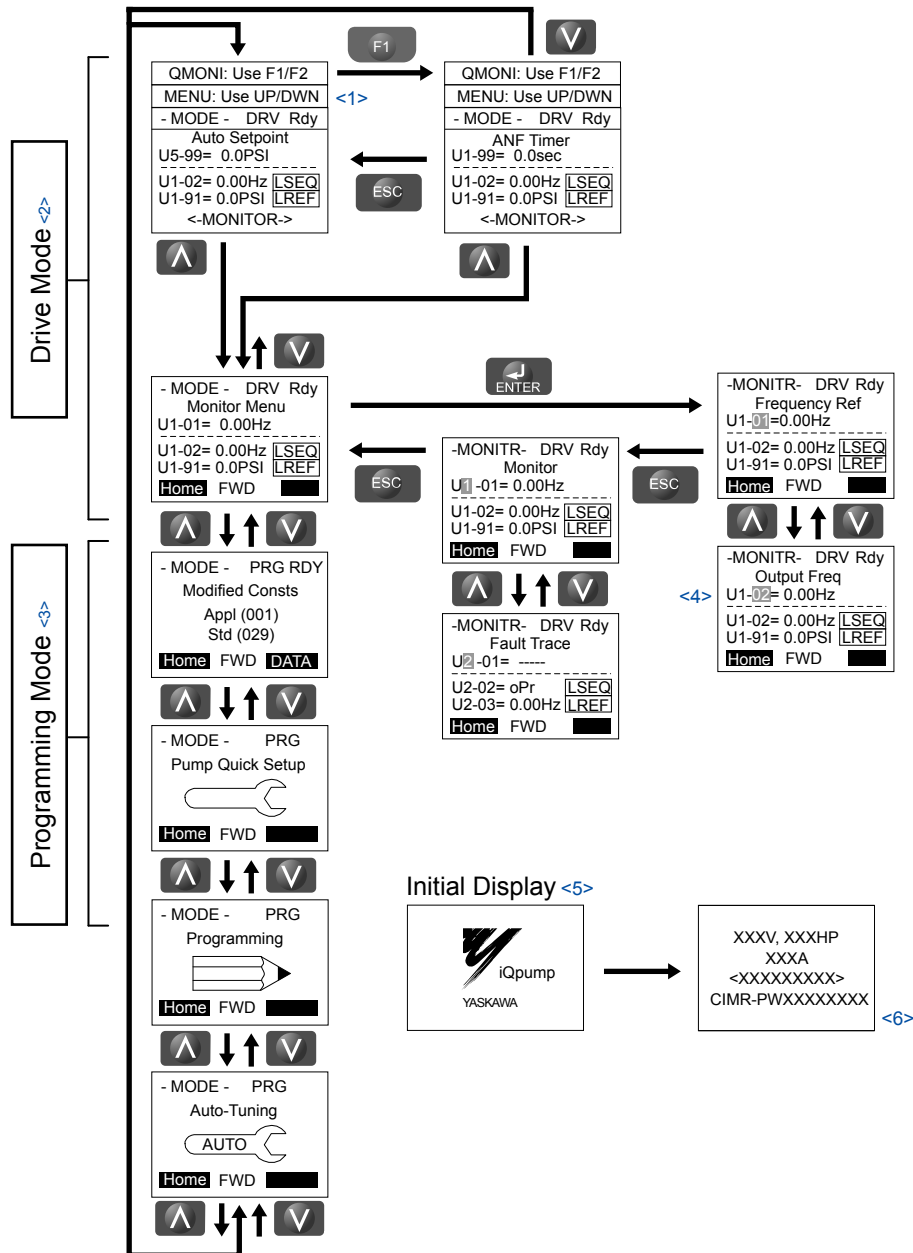 F1
QMONI: Use F1/F2
MENU: Use UP/DWN
<1>
- MODE - DRV Rdy
Auto Setpoint
U5-99= 0.0PSI
U1-02= 0.00Hz LSEQ
U1-91= 0.0PSI LREF
<-MONITOR->
ESC
QMONI: Use F1/F2
MENU: Use UP/DWN
- MODE - DRV Rdy
ANF Timer
U1-99= 0.0sec
U1-02= 0.00Hz LSEQ
U1-91= 0.0PSI LREF
<-MONITOR->
Drive Mode <2>
- MODE - DRV Rdy
Monitor Menu
U1-01= 0.00Hz
U1-02= 0.00Hz LSEQ
U1-91= 0.0PSI LREF
Home FWD
ENTER
ESC
-MONITR- DRV Rdy
Monitor
U1 -01= 0.00Hz
U1-02= 0.00Hz LSEQ
U1-91= 0.0PSI LREF
Home FWD
ESC
-MONITR- DRV Rdy
Frequency Ref
U1-01=0.00Hz
U1-02= 0.00Hz LSEQ
U1-91= 0.0PSI LREF
Home FWD
-MONITR- DRV Rdy
Fault Trace
U2 -01= -----
U2-02= oPr LSEQ
U2-03= 0.00Hz LREF
Home FWD
<4>
-MONITR- DRV Rdy
Output Freq
U1-02= 0.00Hz
U1-02= 0.00Hz LSEQ
U1-91= 0.0PSI LREF
Home FWD
Programming Mode <3>
- MODE - PRG RDY
Modified Consts
Appl (001)
Std (029)
Home FWD DATA
- MODE - PRG
Pump Quick Setup
Home FWD
- MODE - PRG
Programming
Home FWD
- MODE - PRG
Auto-Tuning
AUTO
Home FWD
Initial Display <5>
iQpump
YASKAWA
XXXV, XXXHP
XXXA
<XXXXXXXXX>
CIMR-PWXXXXXXXX
<6>